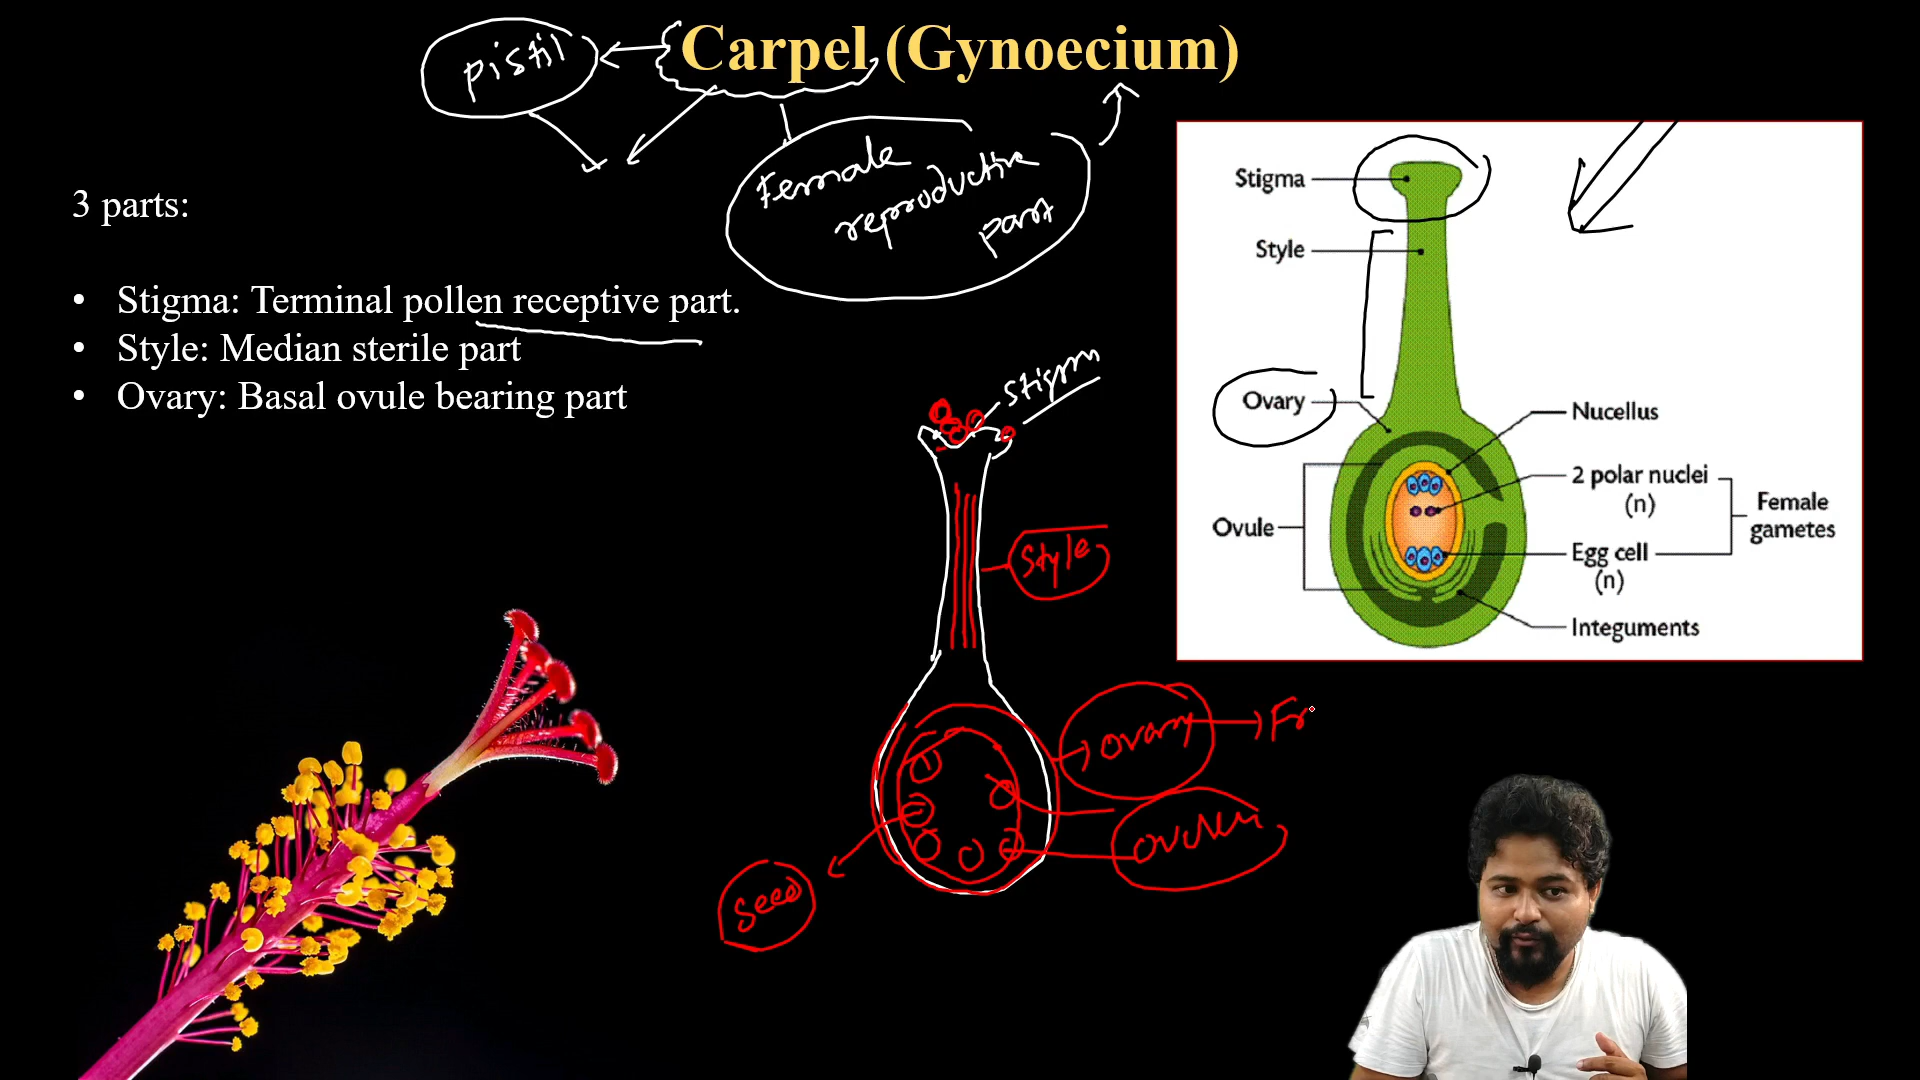 Carpel (Gynoecium)
pistil
Female
reproductive
part
3 parts:
• Stigma: Terminal pollen receptive part.
• Style: Median sterile part
• Ovary: Basal ovule bearing part
Stigma
Style
Ovary
Ovule
Nucellus
2 polar nuclei
(n)
Egg cell
(n)
Female
gametes
Integuments
Style
ovary
Fr
seed